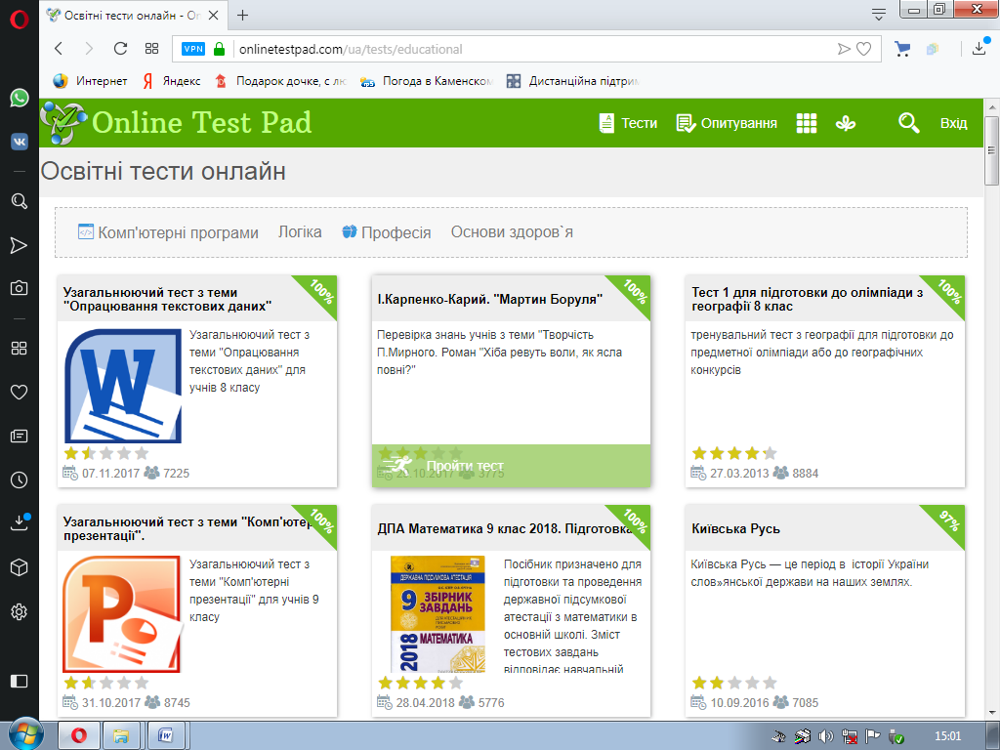 Освітні тести онлайн - Оп
VPN onlinetestpad.com/ua/tests/educational
Интернет Яндекс Подарок дочке, с лю Погода в Каменском Дистанційна підтрим
Online Test Pad Тести Опитування Вхід
Освітні тести онлайн
Комп'ютерні програми Логіка Професія Основи здоров`я
100%
Узагальнюючий тест з теми
"Опрацювання текстових даних"
Узагальнюючий тест з
теми "Опрацювання
текстових даних" для
учнів 8 класу
07.11.2017 7225
100%
І.Карпенко-Карий. "Мартин Боруля"
Перевірка знань учнів з теми "Творчість
П.Мирного. Роман "Хіба ревуть воли, як ясла
повні?"
Пройти тест
3775
100%
Тест 1 для підготовки до олімпіади з
географії 8 клас
тренувальний тест з географії для підготовки до
предметної олімпіади або до географічних
конкурсів
27.03.2013 8884
100%
Узагальнюючий тест з теми "Комп'ютер
презентації".
Узагальнюючий тест з
теми "Комп'ютерні
презентації" для учнів 9
класу
31.10.2017 8745
100%
ДПА Математика 9 клас 2018. Підготовка
ДЕРЖАВНА ПІДСУМКОВА АТЕСТАЦІЯ
9 ЗБІРНИК
ЗАВДАНЬ
2018 МАТЕМАТИКА
Посібник призначено для
підготовки та проведення
державної підсумкової
атестації з математики в
основній школі. Зміст
тестових завдань
відповідає навчальній
28.04.2018 5776
97%
Київська Русь
Київська Русь — це період в історії України
слов»янської держави на наших землях.
10.09.2016 7085
15:01